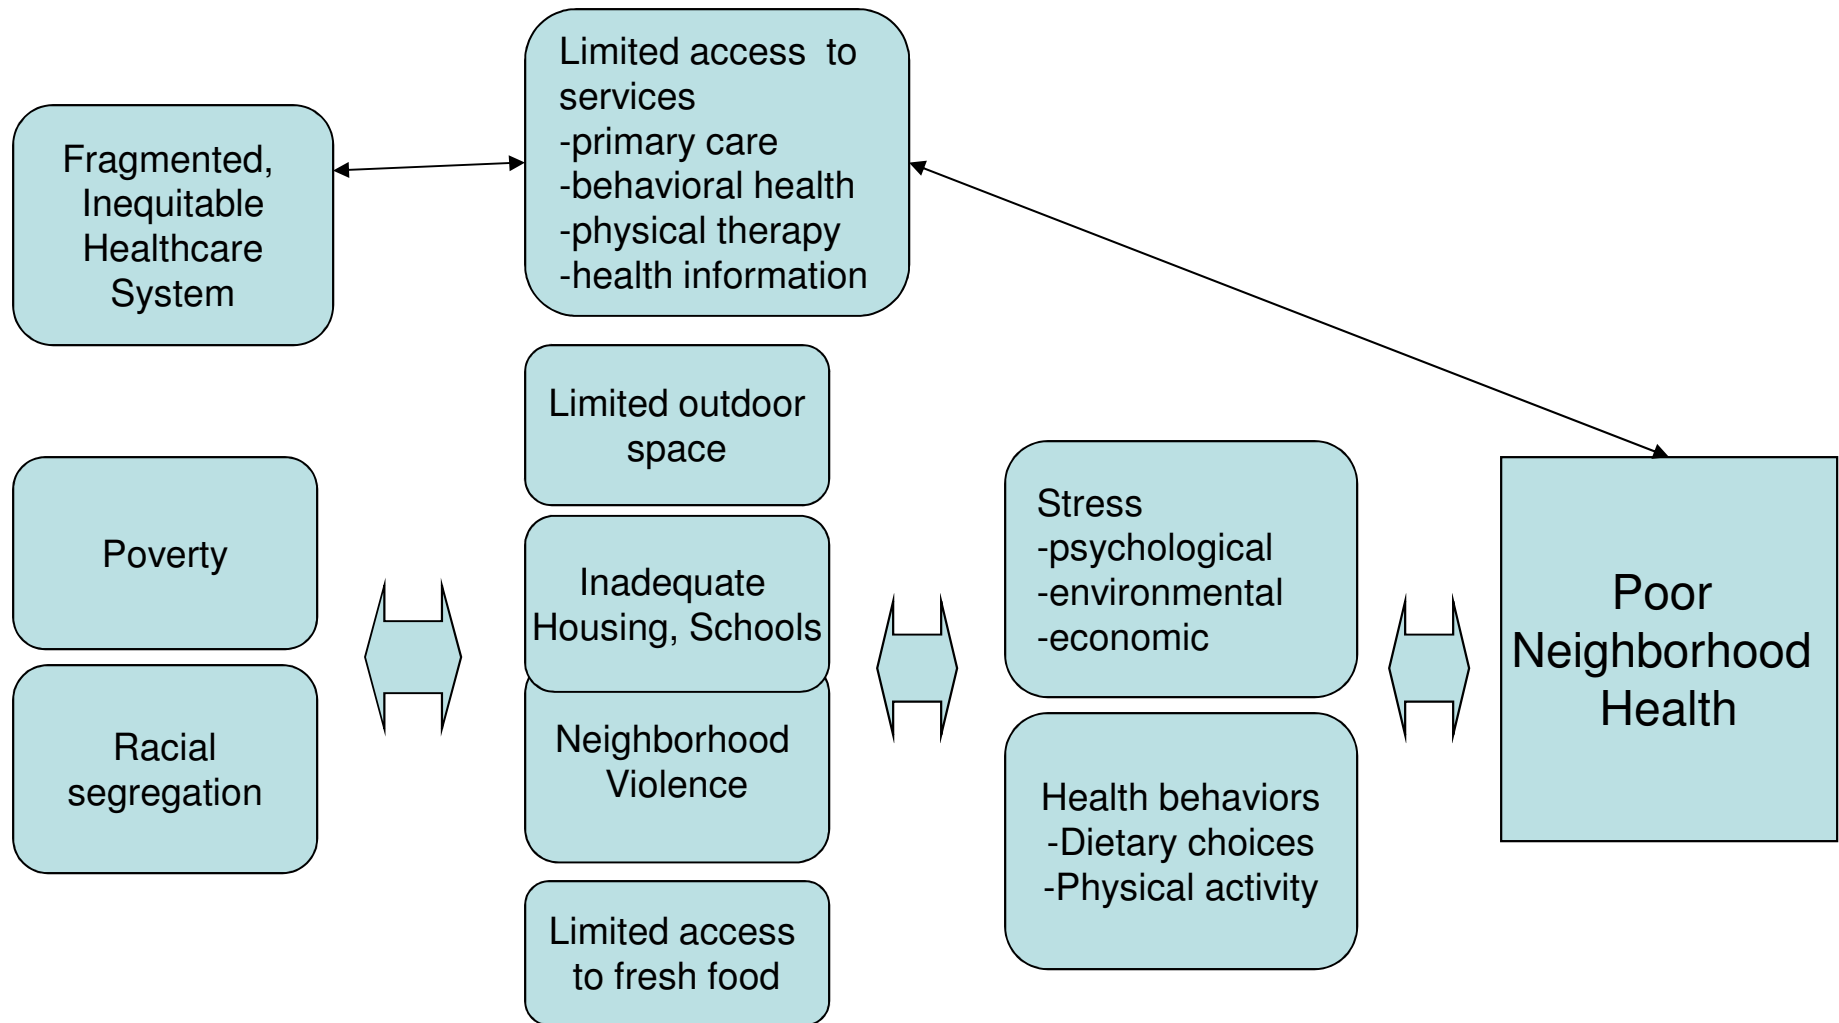 Fragmented,
Inequitable
Healthcare
System
Limited access  to
services
-primary care
-behavioral health
-physical therapy
-health information
Poverty
Racial
segregation
Limited outdoor
space
Inadequate
Housing, Schools
Neighborhood
Violence
Limited access
to fresh food
Stress
-psychological
-environmental
-economic
Health behaviors
-Dietary choices
-Physical activity
Poor
Neighborhood
Health